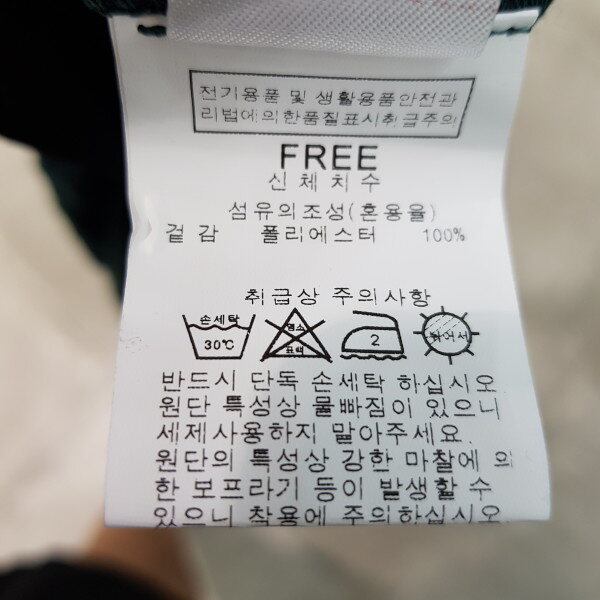 전기용품 및 생활용품안전관
리법에의한품질표시취급주의
FREE
신체치수
섬유의조성(혼용율)
겉감 폴리에스터 100%
취급상 주의사항
손세탁 30℃ 염소 표백 2 뉘어서
반드시 단독 손세탁 하십시오
원단 특성상 물빠짐이 있으니
세제사용하지 말아주세요.
원단의 특성상 강한 마찰에 의
한 보프라기 등이 발생할 수
있으니 착용에 주의하십시오